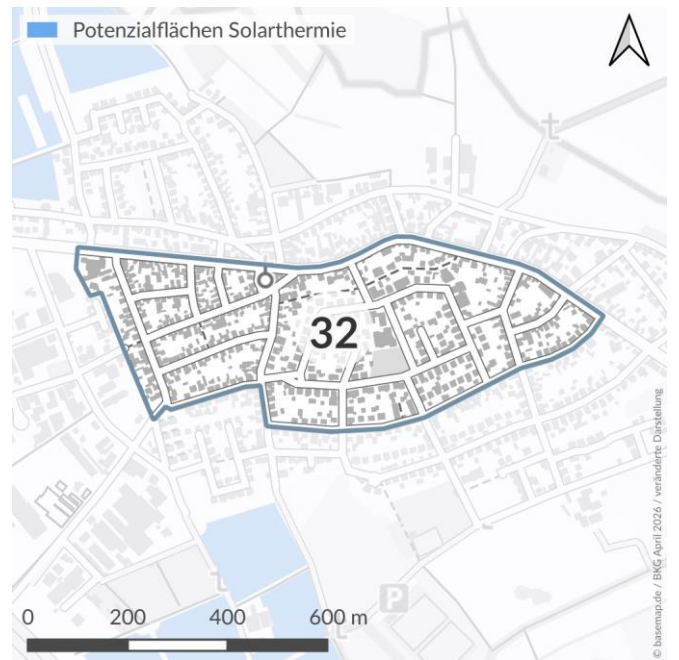 Potenzialflächen Solarthermie
32
P
0 200 400 600 m
© basemap.de / BKG April 2026 / veränderte Darstellung